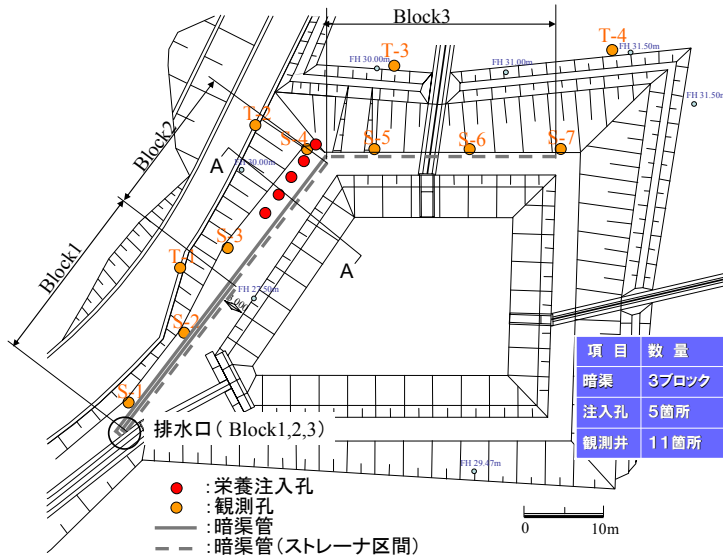 Block3
T-4
FH 31.50m
T-3
FH 30.00m
FH 31.00m
FH 31.50m
Block2
T-2
S-4
S-5
S-6
S-7
A
FH 30.00m
Block1
S-3
T-1
A
FH 27.50m
S-2
S-1
排水口( Block1,2,3)
項 目 数 量
暗渠 3ブロック
注入孔 5箇所
観測井 11箇所
FH 29.47m
:栄養注入孔
:観測孔
:暗渠管
:暗渠管(ストレーナ区間)
0 10m